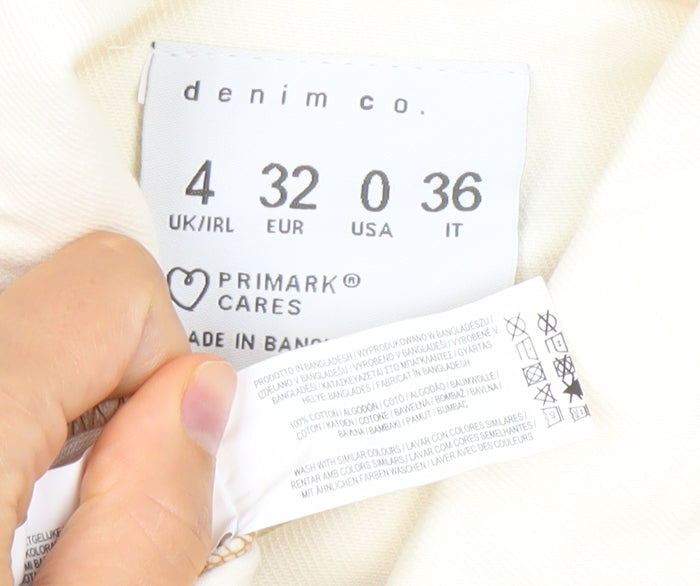 denim co.
4 32 0 36
UK/IRL EUR USA IT
PRIMARK®
CARES
ADE IN BANG
PRODOTTO IN BANGLADESH / WYPRODUKOWANO W BANGLADESZU /
IZDELANO V BANGLADEŠU / VYROBENO V BANGLADÉŠI / VYROBENÉ V
BANGLADÉŠI / ΚΑΤΑΣΚΕΥΑΖΕΤΑΙ ΣΤΟ ΜΠΑΓΚΛΑΝΤΕΣ / GYÁRTÁS
HELYE BANGLADES / FABRICAT ÎN BANGLADESH
100% COTTON / ALGODÓN / COTÓ / ALGODÃO / BAUMWOLLE /
COTON / KATOEN / COTONE / BAWEŁNA / BOMBAŽ / BAVLNA /
BAVLNA / ΒΑΜΒΑΚΙ / PAMUT / BUMBAC
WASH WITH SIMILAR COLOURS / LAVAR CON COLORES SIMILARES /
RENTAR AMB COLORS SIMILARS / LAVAR COM CORES SEMELHANTES /
MIT ÄHNLICHEN FARBEN WASCHEN / LAVER AVEC DES COULEURS